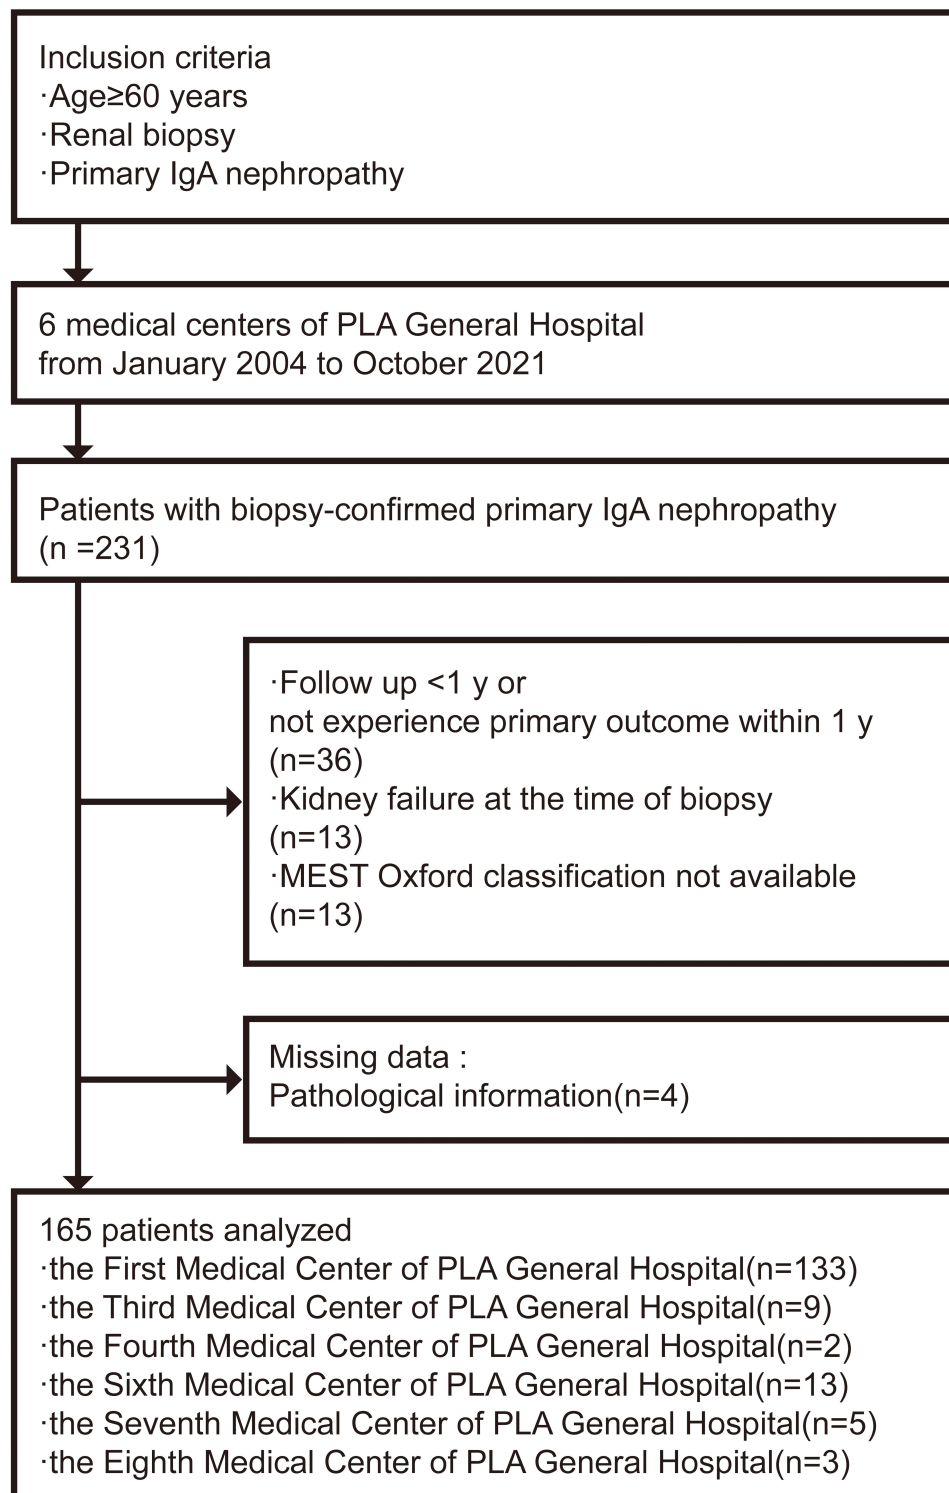 Inclusion criteria
·Age≥60 years
·Renal biopsy
·Primary IgA nephropathy
6 medical centers of PLA General Hospital
from January 2004 to October 2021
Patients with biopsy-confirmed primary IgA nephropathy
(n =231)
·Follow up <1 y or
not experience primary outcome within 1 y
(n=36)
·Kidney failure at the time of biopsy
(n=13)
·MEST Oxford classification not available
(n=13)
Missing data :
Pathological information(n=4)
165 patients analyzed
·the First Medical Center of PLA General Hospital(n=133)
·the Third Medical Center of PLA General Hospital(n=9)
·the Fourth Medical Center of PLA General Hospital(n=2)
·the Sixth Medical Center of PLA General Hospital(n=13)
·the Seventh Medical Center of PLA General Hospital(n=5)
·the Eighth Medical Center of PLA General Hospital(n=3)